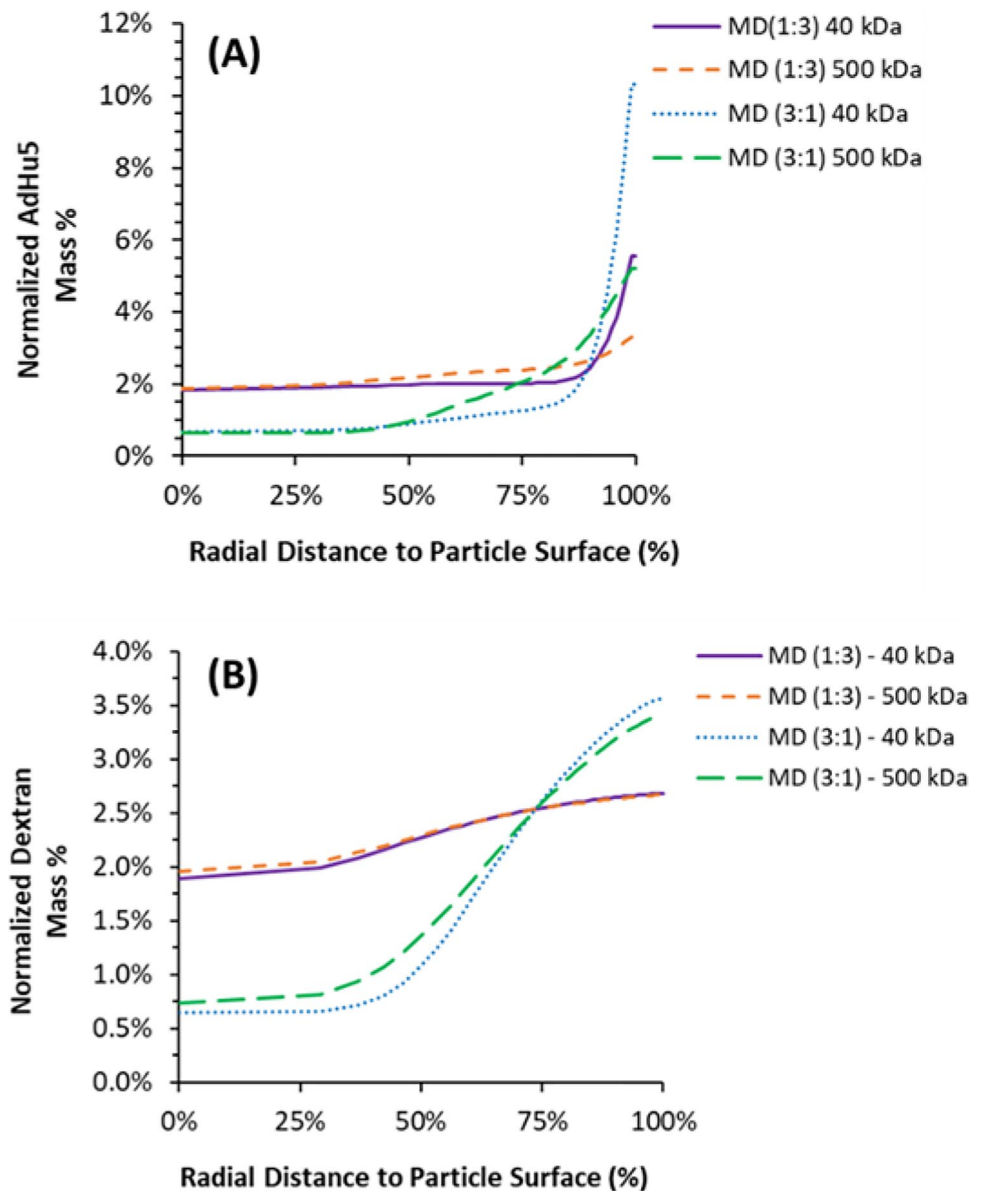 (A)
Normalized AdHu5
Mass %
12%
10%
8%
6%
4%
2%
0%
0% 25% 50% 75% 100%
Radial Distance to Particle Surface (%)
MD(1:3) 40 kDa
MD (1:3) 500 kDa
MD (3:1) 40 kDa
MD (3:1) 500 kDa
(B)
Normalized Dextran
Mass %
4.0%
3.5%
3.0%
2.5%
2.0%
1.5%
1.0%
0.5%
0.0%
0% 25% 50% 75% 100%
Radial Distance to Particle Surface (%)
MD (1:3) - 40 kDa
MD (1:3) - 500 kDa
MD (3:1) - 40 kDa
MD (3:1) - 500 kDa